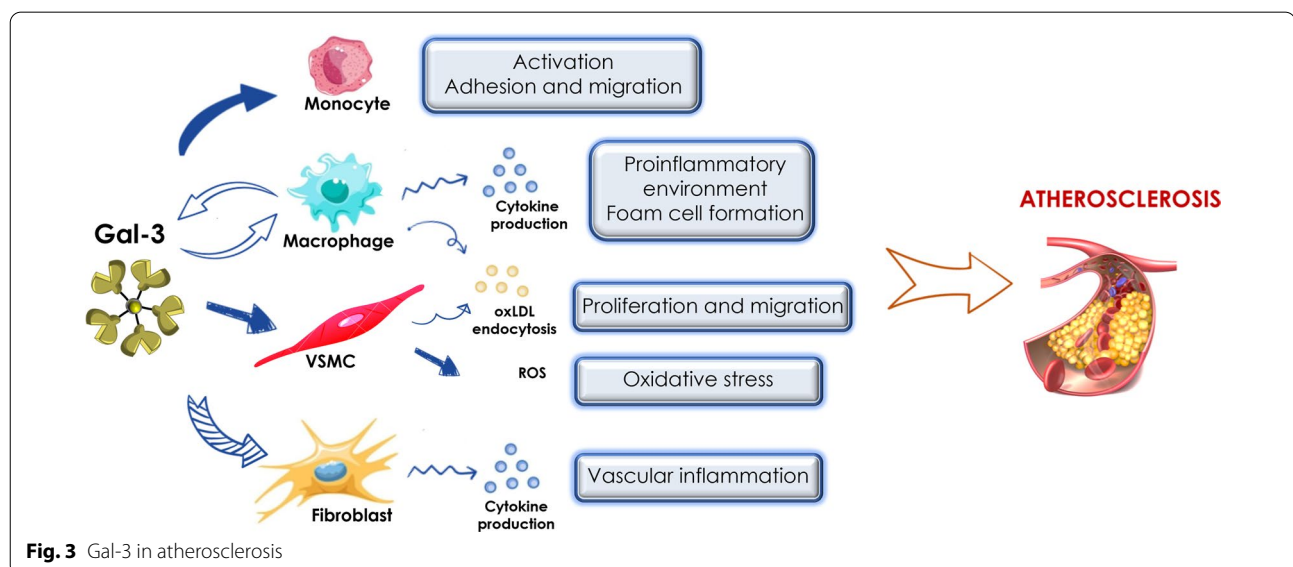 Monocyte
Activation
Adhesion and migration
Gal-3
Macrophage
Cytokine
production
Proinflammatory
environment
Foam cell formation
VSMC
oxLDL
endocytosis
Proliferation and migration
ROS
Oxidative stress
Fibroblast
Cytokine
production
Vascular inflammation
ATHEROSCLEROSIS
Fig. 3 Gal-3 in atherosclerosis